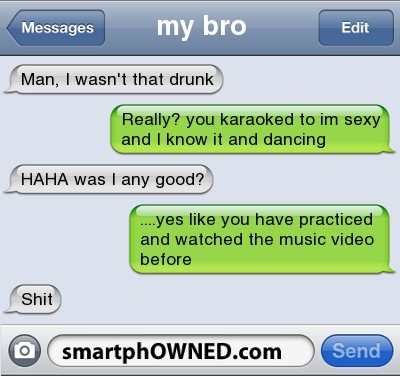 Messages
my bro
Edit
Man, I wasn't that drunk
Really? you karaoked to im sexy
and I know it and dancing
HAHA was I any good?
....yes like you have practiced
and watched the music video
before
Shit
smartphOWNED.com
Send